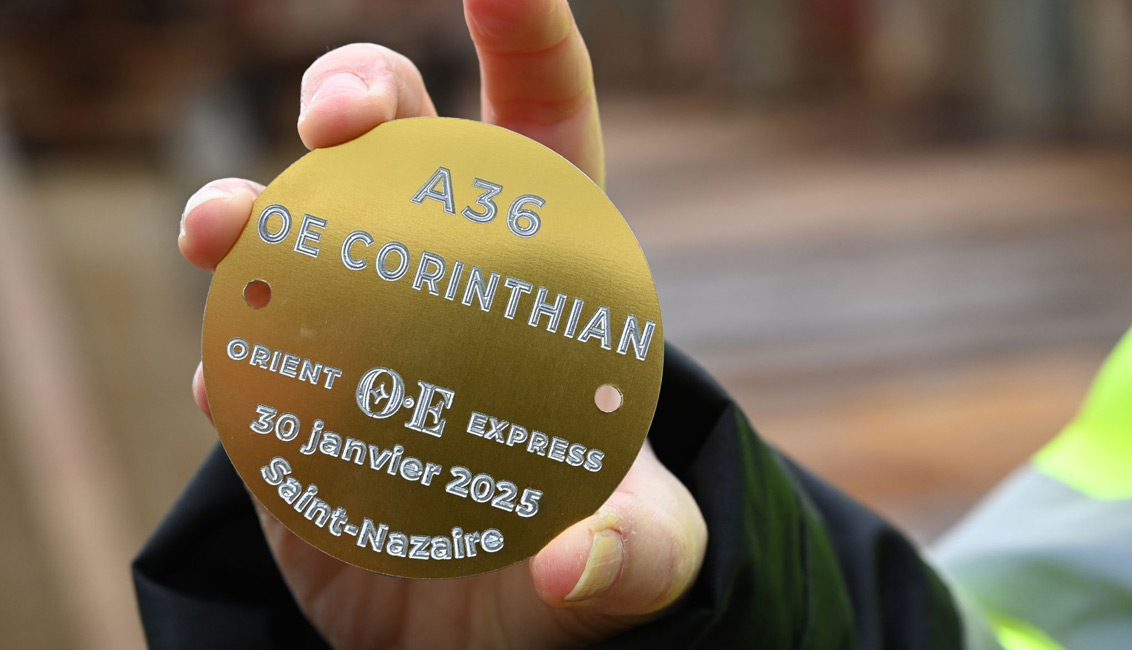 A36
OE CORINTHIAN
ORIENT O·E EXPRESS
30 janvier 2025
Saint-Nazaire